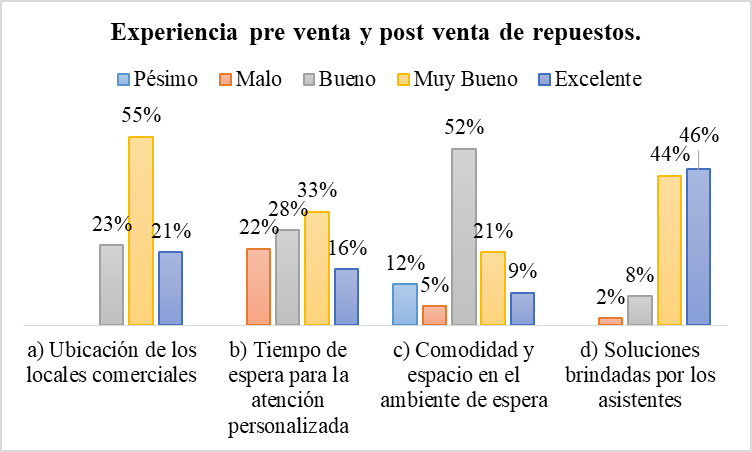 Experiencia pre venta y post venta de repuestos.
Pésimo Malo Bueno Muy Bueno Excelente
23% 55% 21%
22% 28% 33% 16%
12% 5% 52% 21% 9%
2% 8% 44% 46%
a) Ubicación de los
locales comerciales
b) Tiempo de
espera para la
atención
personalizada
c) Comodidad y
espacio en el
ambiente de espera
d) Soluciones
brindadas por los
asistentes